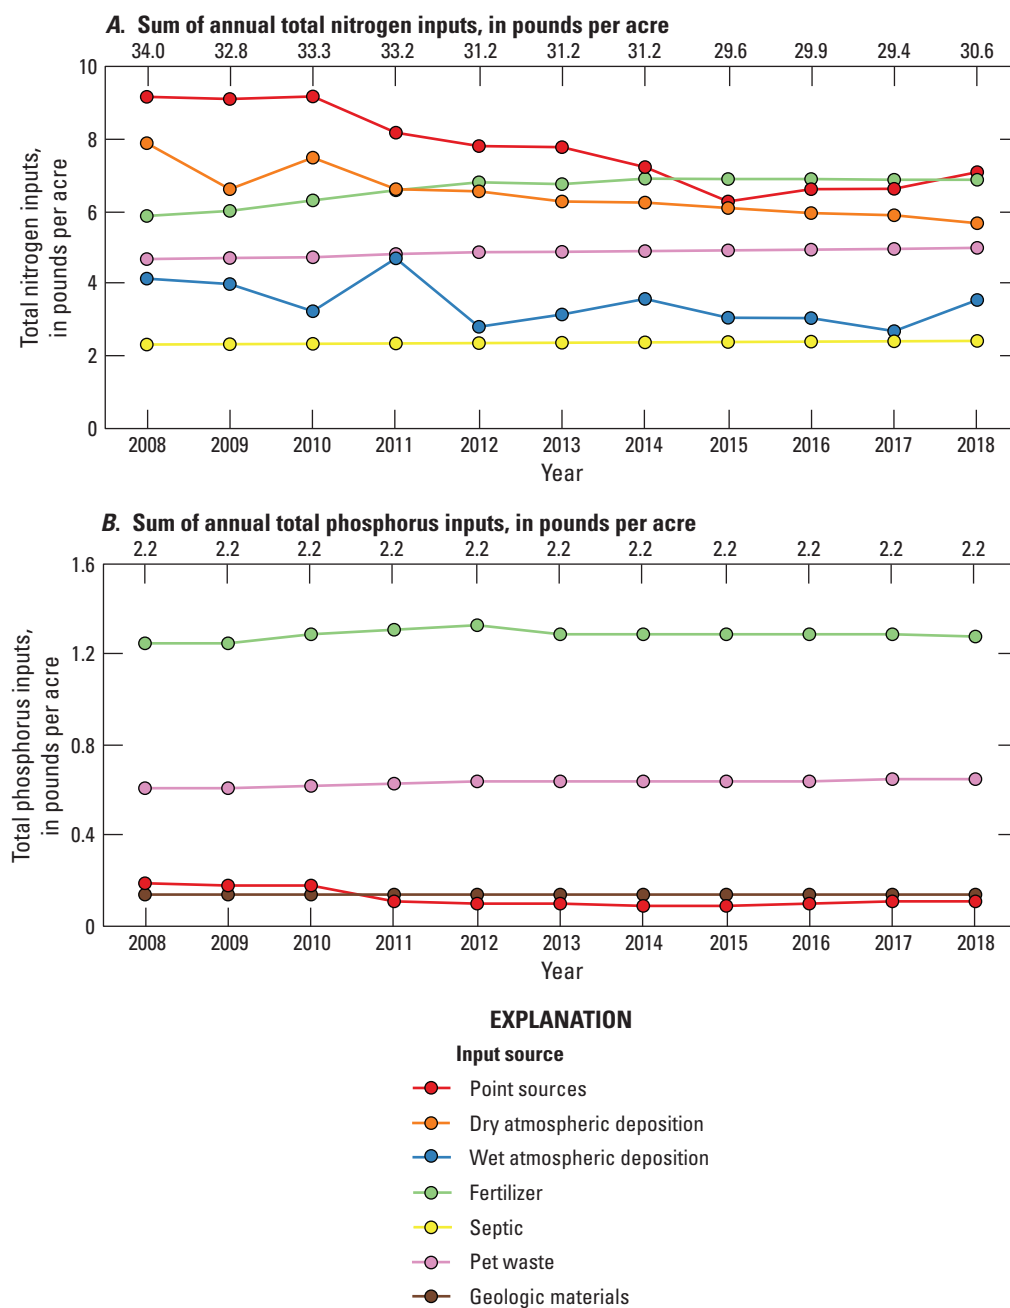 A. Sum of annual total nitrogen inputs, in pounds per acre
34.0 32.8 33.3 33.2 31.2 31.2 31.2 29.6 29.9 29.4 30.6
10
8
6
4
2
0
Total nitrogen inputs,
in pounds per acre
2008 2009 2010 2011 2012 2013 2014 2015 2016 2017 2018
Year
B. Sum of annual total phosphorus inputs, in pounds per acre
2.2 2.2 2.2 2.2 2.2 2.2 2.2 2.2 2.2 2.2 2.2
1.6
1.2
0.8
0.4
0
Total phosphorus inputs,
in pounds per acre
2008 2009 2010 2011 2012 2013 2014 2015 2016 2017 2018
Year
EXPLANATION
Input source
Point sources
Dry atmospheric deposition
Wet atmospheric deposition
Fertilizer
Septic
Pet waste
Geologic materials